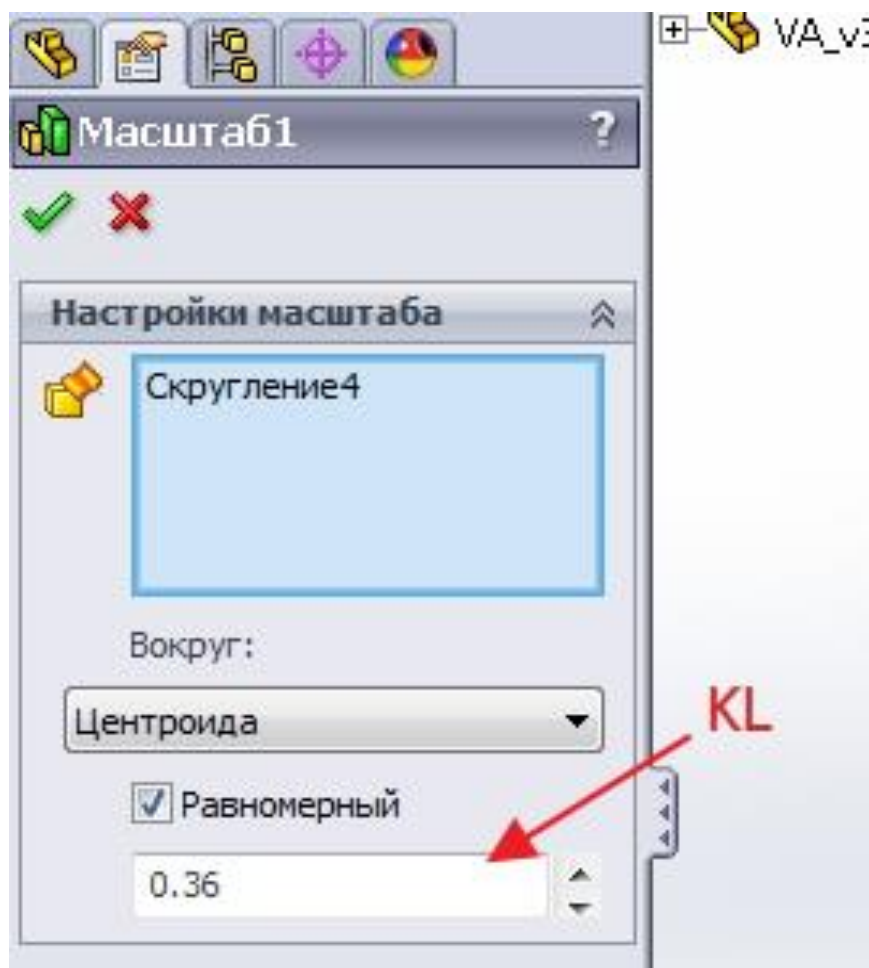 VA_v3
Масштаб1 ?
Настройки масштаба
Скругление4
Вокруг:
Центроида
KL
Равномерный
0.36